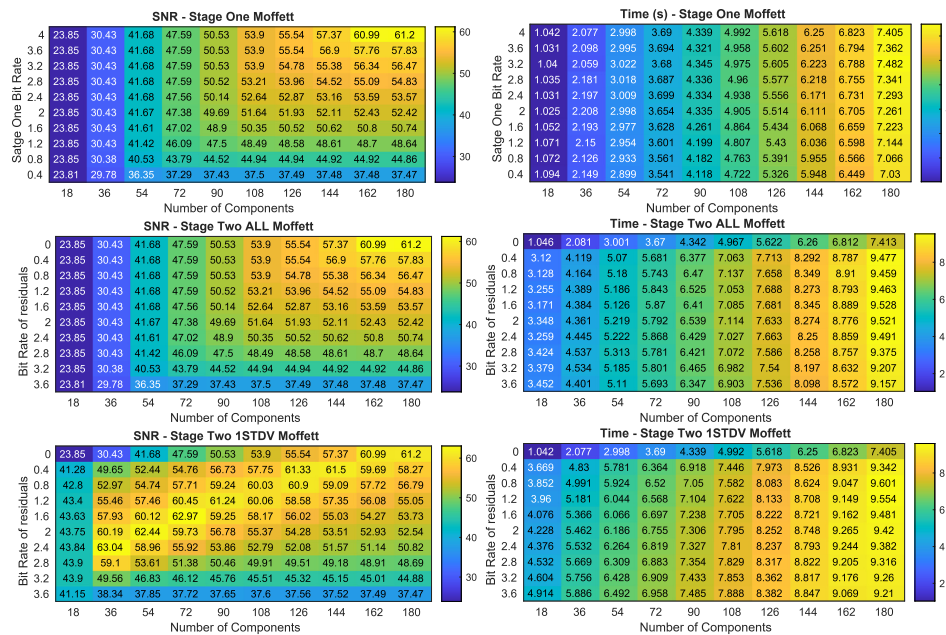 SNR - Stage One Moffett
Satge One Bit Rate
4 23.85 30.43 41.68 47.59 50.53 53.9 55.54 57.37 60.99 61.2
3.6 23.85 30.43 41.68 47.59 50.53 53.9 55.54 56.9 57.76 57.83
3.2 23.85 30.43 41.68 47.59 50.53 53.9 54.78 55.38 56.34 56.47
2.8 23.85 30.43 41.68 47.59 50.52 53.21 53.96 54.52 55.09 54.83
2.4 23.85 30.43 41.68 47.56 50.14 52.64 52.87 53.16 53.59 53.57
2 23.85 30.43 41.67 47.38 49.69 51.64 51.93 52.11 52.43 52.42
1.6 23.85 30.43 41.61 47.02 48.9 50.35 50.52 50.62 50.8 50.74
1.2 23.85 30.43 41.42 46.09 47.5 48.49 48.58 48.61 48.7 48.64
0.8 23.85 30.38 40.53 43.79 44.52 44.94 44.94 44.92 44.92 44.86
0.4 23.81 29.78 36.35 37.29 37.43 37.5 37.49 37.48 37.48 37.47
18 36 54 72 90 108 126 144 162 180
Number of Components
60
50
40
30
Time (s) - Stage One Moffett
Satge One Bit Rate
4 1.042 2.077 2.998 3.69 4.339 4.992 5.618 6.25 6.823 7.405
3.6 1.031 2.098 2.995 3.694 4.321 4.958 5.602 6.251 6.794 7.362
3.2 1.04 2.059 3.022 3.68 4.345 4.975 5.605 6.223 6.788 7.482
2.8 1.035 2.181 3.018 3.687 4.336 4.96 5.577 6.218 6.755 7.341
2.4 1.031 2.197 3.009 3.699 4.334 4.938 5.556 6.171 6.731 7.293
2 1.025 2.208 2.998 3.654 4.335 4.905 5.514 6.111 6.705 7.261
1.6 1.052 2.193 2.977 3.628 4.261 4.864 5.434 6.068 6.659 7.223
1.2 1.071 2.15 2.954 3.601 4.199 4.807 5.43 6.036 6.598 7.144
0.8 1.072 2.126 2.933 3.561 4.182 4.763 5.391 5.955 6.566 7.066
0.4 1.094 2.149 2.899 3.541 4.118 4.722 5.326 5.948 6.449 7.03
18 36 54 72 90 108 126 144 162 180
Number of Components
SNR - Stage Two ALL Moffett
Bit Rate of residuals
0 23.85 30.43 41.68 47.59 50.53 53.9 55.54 57.37 60.99 61.2
0.4 23.85 30.43 41.68 47.59 50.53 53.9 55.54 56.9 57.76 57.83
0.8 23.85 30.43 41.68 47.59 50.53 53.9 54.78 55.38 56.34 56.47
1.2 23.85 30.43 41.68 47.59 50.52 53.21 53.96 54.52 55.09 54.83
1.6 23.85 30.43 41.68 47.56 50.14 52.64 52.87 53.16 53.59 53.57
2 23.85 30.43 41.67 47.38 49.69 51.64 51.93 52.11 52.43 52.42
2.4 23.85 30.43 41.61 47.02 48.9 50.35 50.52 50.62 50.8 50.74
2.8 23.85 30.43 41.42 46.09 47.5 48.49 48.58 48.61 48.7 48.64
3.2 23.85 30.38 40.53 43.79 44.52 44.94 44.94 44.92 44.92 44.86
3.6 23.81 29.78 36.35 37.29 37.43 37.5 37.49 37.48 37.48 37.47
18 36 54 72 90 108 126 144 162 180
Number of Components
60
50
40
30
Time - Stage Two ALL Moffett
Bit Rate of residuals
0 1.046 2.081 3.001 3.67 4.342 4.967 5.622 6.26 6.812 7.413
0.4 3.12 4.119 5.07 5.681 6.377 7.063 7.713 8.292 8.787 9.477
0.8 3.128 4.164 5.18 5.743 6.47 7.137 7.658 8.349 8.91 9.459
1.2 3.255 4.389 5.186 5.843 6.525 7.053 7.688 8.273 8.793 9.463
1.6 3.171 4.384 5.126 5.87 6.41 7.085 7.681 8.345 8.889 9.528
2 3.348 4.361 5.219 5.792 6.539 7.114 7.633 8.274 8.776 9.521
2.4 3.259 4.445 5.222 5.868 6.429 7.027 7.663 8.25 8.859 9.491
2.8 3.424 4.537 5.313 5.781 6.421 7.072 7.586 8.258 8.757 9.375
3.2 3.379 4.534 5.185 5.801 6.465 6.982 7.54 8.197 8.632 9.207
3.6 3.452 4.401 5.11 5.693 6.347 6.903 7.536 8.098 8.572 9.157
18 36 54 72 90 108 126 144 162 180
Number of Components
8
6
4
2
SNR - Stage Two 1STDV Moffett
Bit Rate of residuals
0 23.85 30.43 41.68 47.59 50.53 53.9 55.54 57.37 60.99 61.2
0.4 41.28 49.65 52.44 54.76 56.73 57.75 61.33 61.5 59.69 58.27
0.8 42.8 52.97 54.74 57.71 59.24 60.03 60.9 59.09 57.72 56.79
1.2 43.4 55.46 57.46 60.45 61.24 60.06 58.58 57.35 56.08 55.05
1.6 43.63 57.93 60.12 62.97 59.25 58.17 56.02 55.03 54.27 53.73
2 43.75 60.19 62.44 59.73 56.78 55.37 54.28 53.51 52.93 52.54
2.4 43.84 63.04 58.96 55.92 53.86 52.79 52.08 51.57 51.14 50.82
2.8 43.9 59.1 53.61 51.38 50.46 49.91 49.51 49.18 48.91 48.69
3.2 43.9 49.56 46.83 46.12 45.76 45.51 45.32 45.15 45.01 44.88
3.6 41.15 38.34 37.85 37.72 37.65 37.6 37.56 37.52 37.49 37.47
18 36 54 72 90 108 126 144 162 180
Number of Components
60
50
40
30
Time - Stage Two 1STDV Moffett
Bit Rate of residuals
0 1.042 2.077 2.998 3.69 4.339 4.992 5.618 6.25 6.823 7.405
0.4 3.669 4.83 5.781 6.364 6.918 7.446 7.973 8.526 8.931 9.342
0.8 3.852 4.991 5.924 6.52 7.05 7.582 8.083 8.624 9.047 9.601
1.2 3.96 5.181 6.044 6.568 7.104 7.622 8.133 8.708 9.149 9.554
1.6 4.076 5.366 6.066 6.697 7.238 7.705 8.222 8.721 9.162 9.481
2 4.228 5.462 6.186 6.755 7.306 7.795 8.252 8.748 9.265 9.42
2.4 4.376 5.532 6.264 6.819 7.327 7.81 8.237 8.793 9.244 9.382
2.8 4.532 5.669 6.309 6.883 7.354 7.829 8.317 8.822 9.205 9.316
3.2 4.604 5.756 6.428 6.909 7.433 7.853 8.362 8.817 9.176 9.26
3.6 4.914 5.886 6.492 6.958 7.485 7.888 8.382 8.847 9.069 9.21
18 36 54 72 90 108 126 144 162 180
Number of Components
8
6
4
2